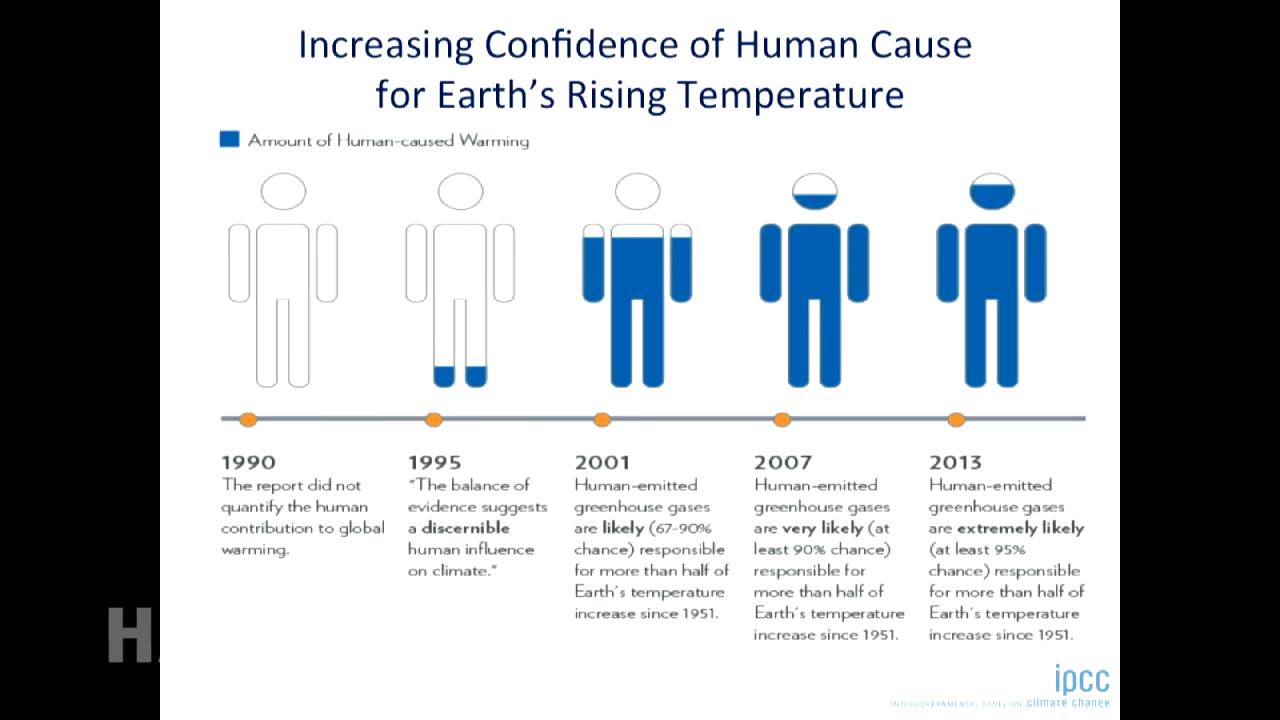 Increasing Confidence of Human Cause
for Earth's Rising Temperature
Amount of Human-caused Warming
1990
The report did not
quantify the human
contribution to global
warming.
1995
"The balance of
evidence suggests
a discernible
human influence
on climate."
2001
Human-emitted
greenhouse gases
are likely (67-90%
chance) responsible
for more than half of
Earth's temperature
increase since 1951.
2007
Human-emitted
greenhouse gases
are very likely (at
least 90% chance)
responsible for
more than half of
Earth's temperature
increase since 1951.
2013
Human-emitted
greenhouse gases
are extremely likely
(at least 95%
chance) responsible
for more than half of
Earth's temperature
increase since 1951.
ipcc
INTERGOVERNMENTAL PANEL ON climate change